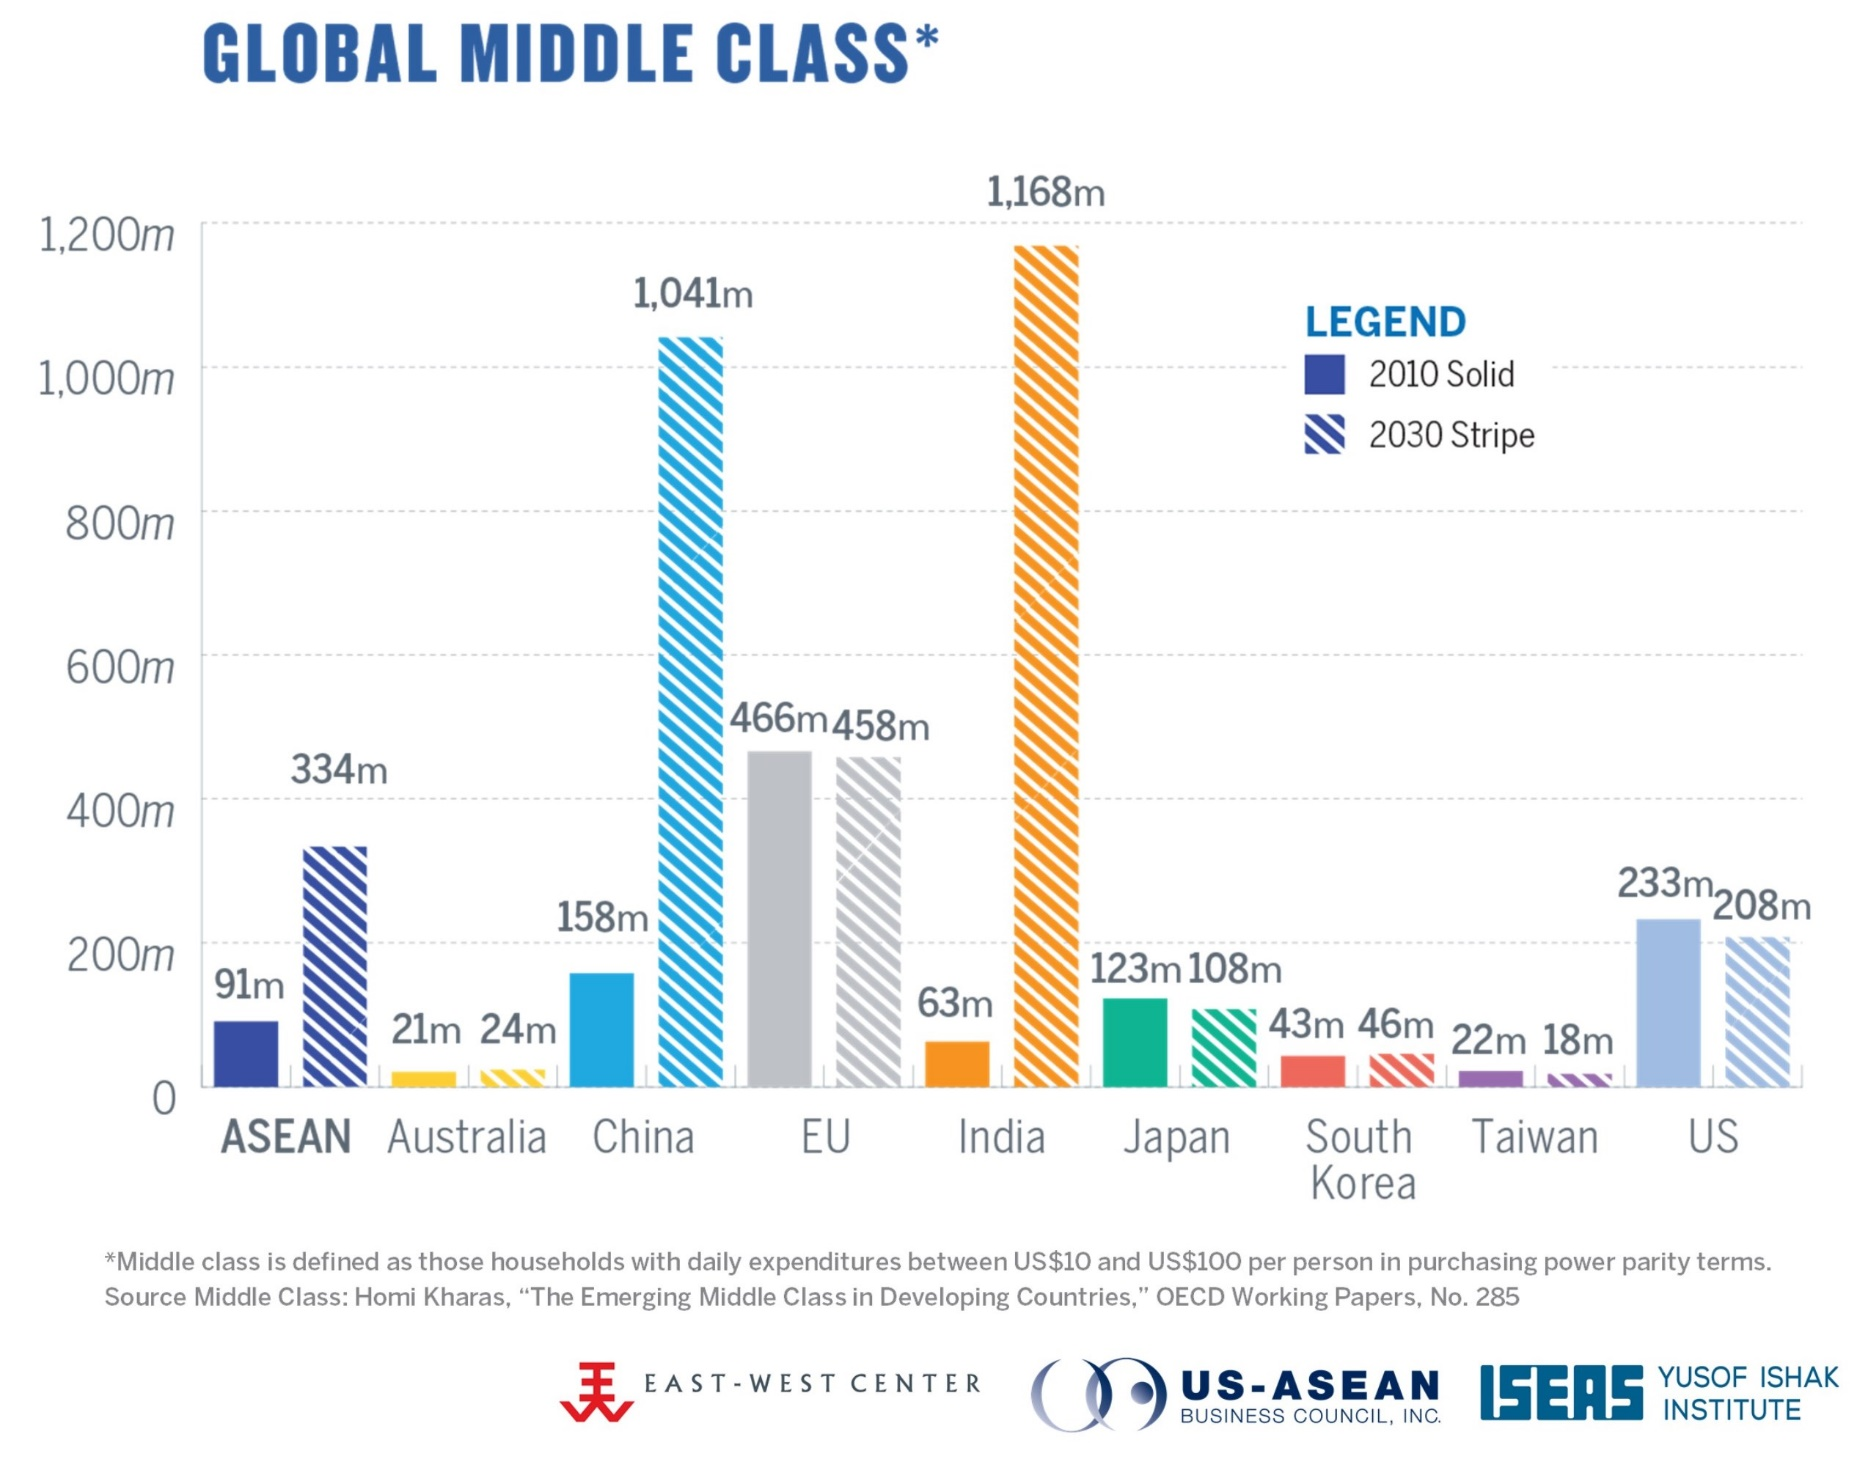 GLOBAL MIDDLE CLASS*
1,200m
1,000m
800m
600m
400m
200m
0
91m
334m
21m
24m
158m
1,041m
466m
458m
63m
1,168m
123m
108m
43m
46m
22m
18m
233m
208m
LEGEND
2010 Solid
2030 Stripe
ASEAN
Australia
China
EU
India
Japan
South
Korea
Taiwan
US
*Middle class is defined as those households with daily expenditures between US$10 and US$100 per person in purchasing power parity terms.
Source Middle Class: Homi Kharas, “The Emerging Middle Class in Developing Countries,” OECD Working Papers, No. 285
EAST-WEST CENTER
US-ASEAN
BUSINESS COUNCIL, INC.
ISEAS
YUSOF ISHAK
INSTITUTE